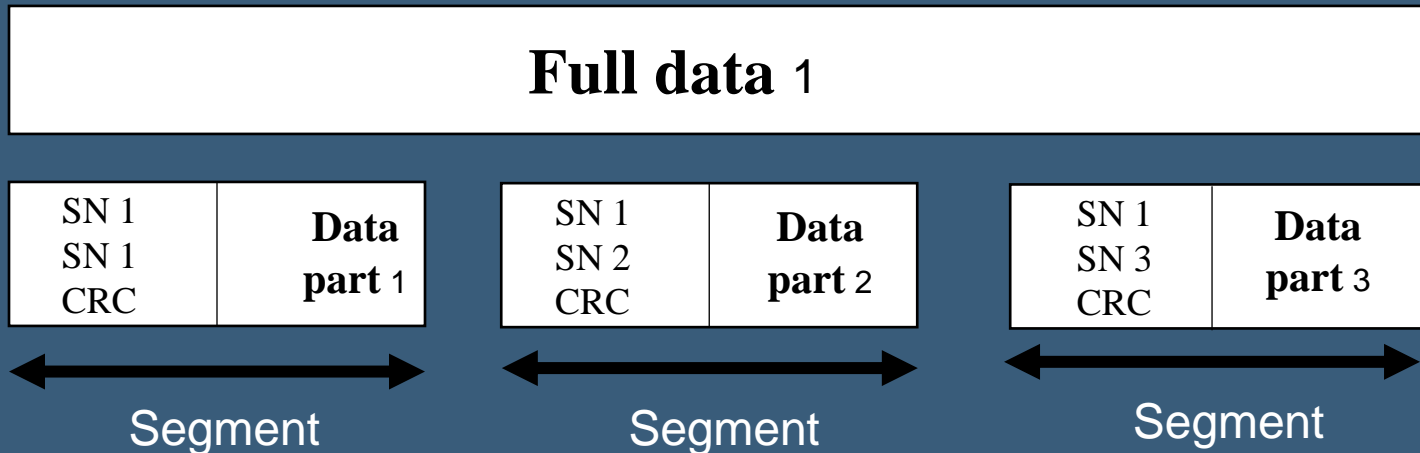 Full data 1
SN 1
SN 1
CRC
Data
part 1
SN 1
SN 2
CRC
Data
part 2
SN 1
SN 3
CRC
Data
part 3
Segment
Segment
Segment